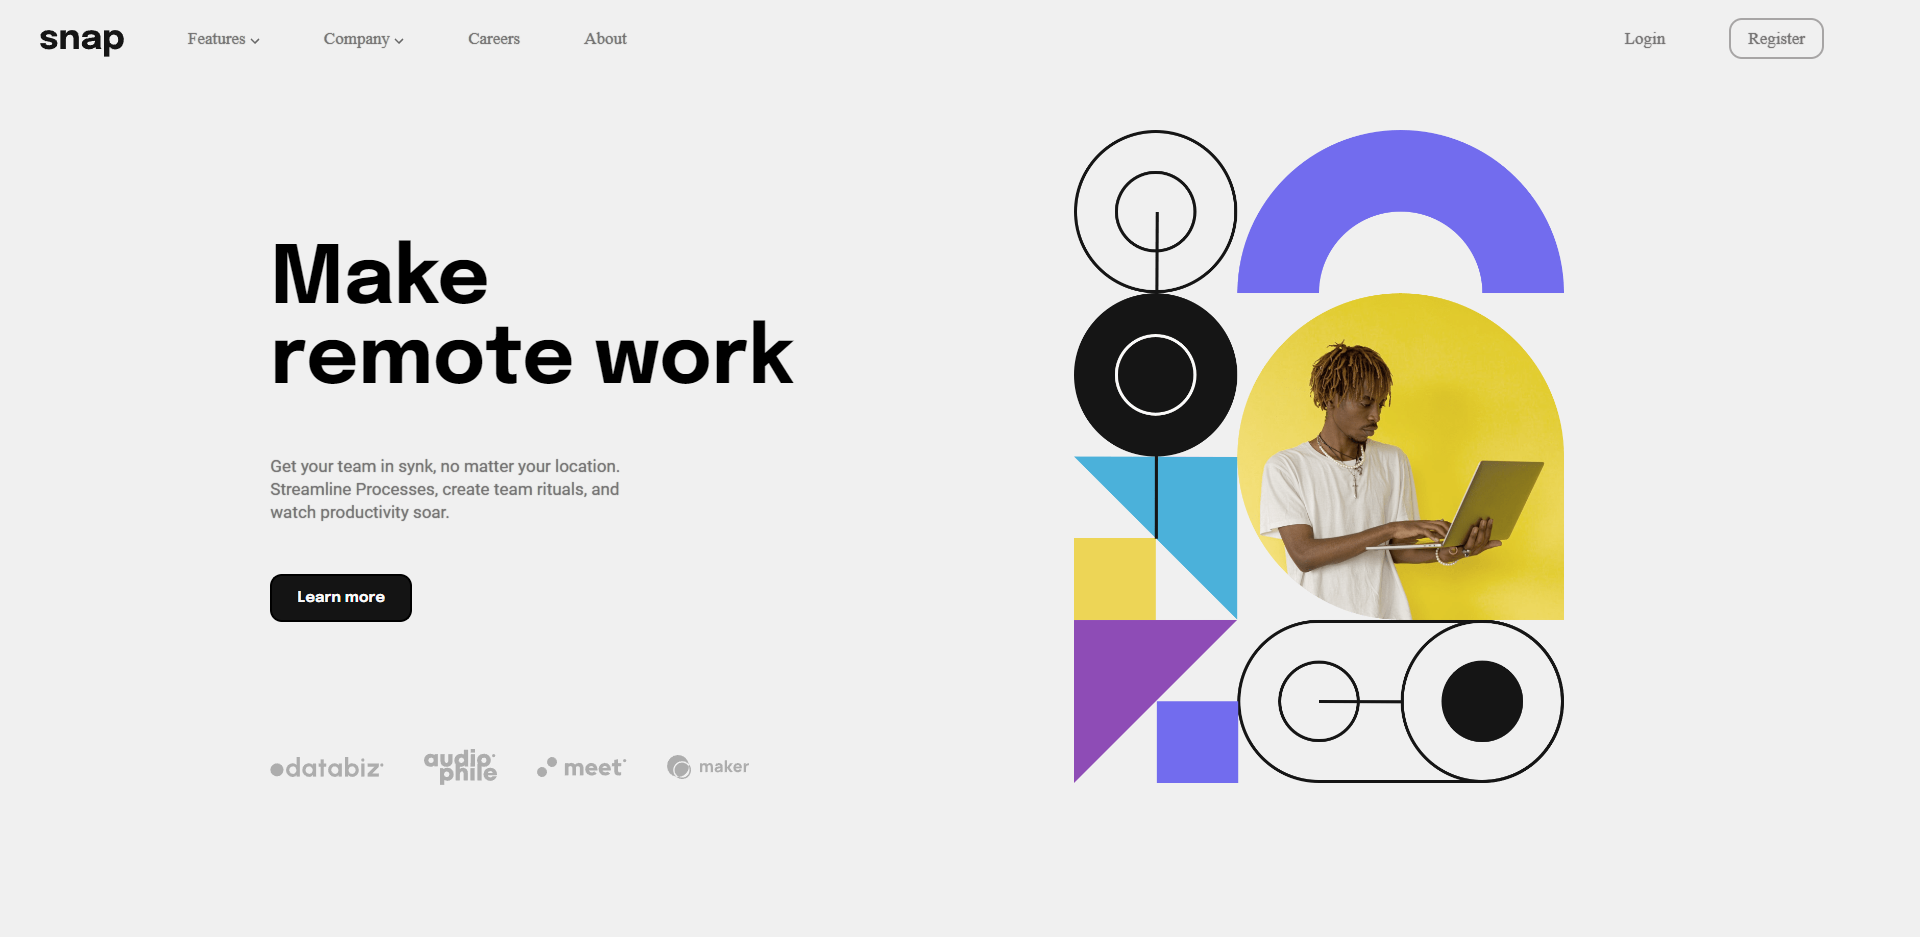 snap
Features
Company
Careers
About
Login
Register
Make
remote work
Get your team in synk, no matter your location.
Streamline Processes, create team rituals, and
watch productivity soar.
Learn more
databiz
audiophile
meet
maker